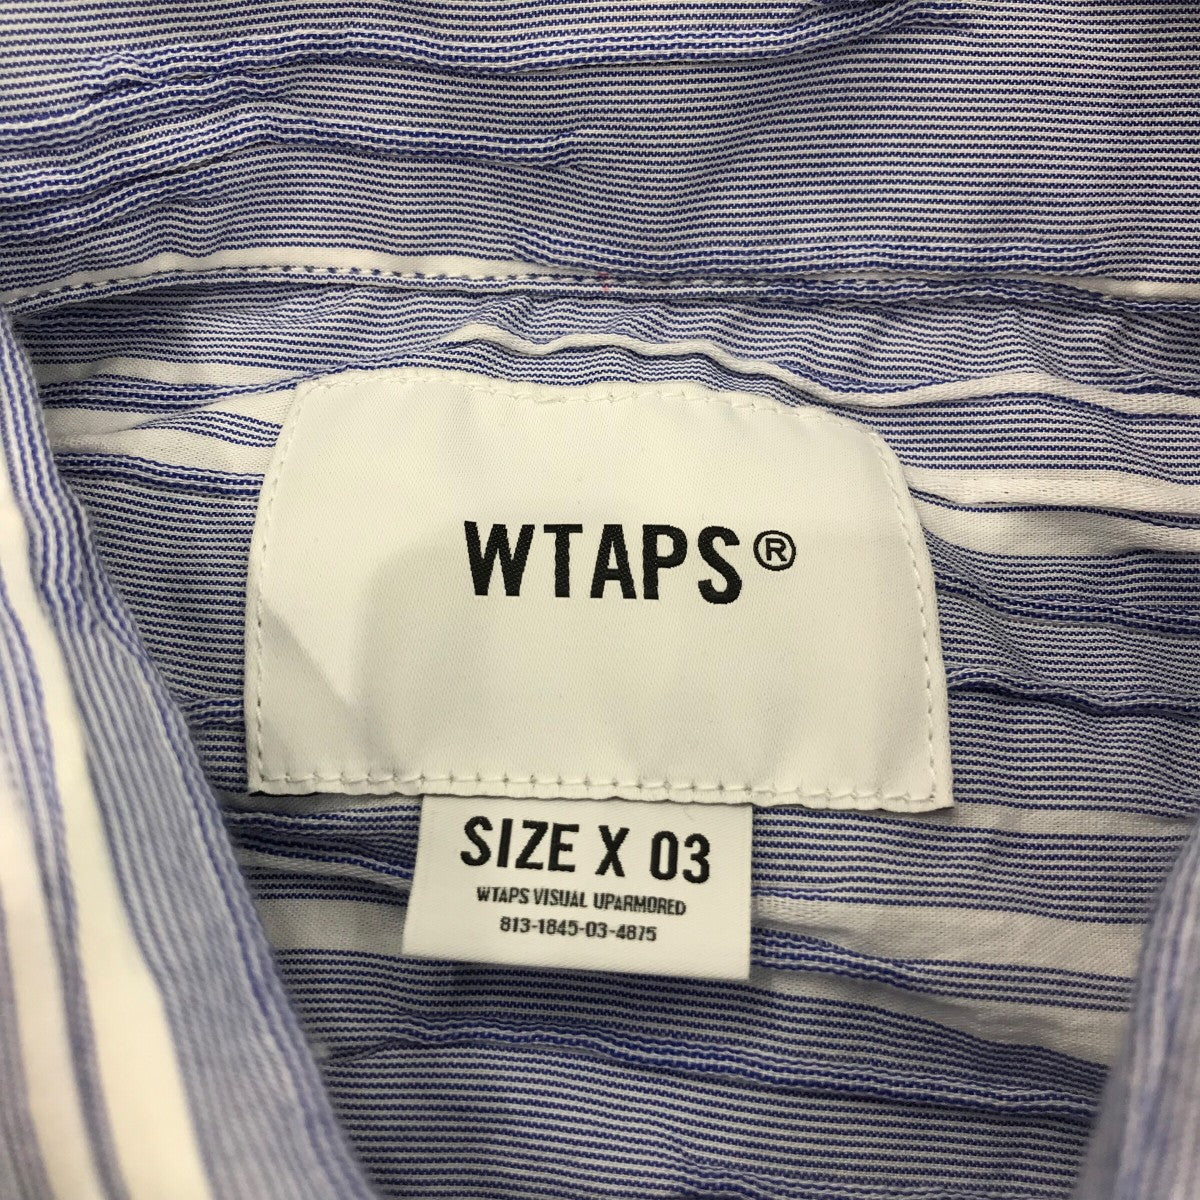 WTAPS®
SIZE X 03
WTAPS VISUAL UPARMORED
813-1845-03-4875